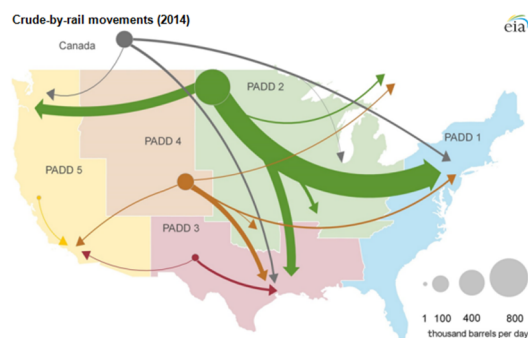 Crude-by-rail movements (2014)
eia
Canada
PADD 2
PADD 1
PADD 4
PADD 5
PADD 3
1 100 400 800
thousand barrels per day